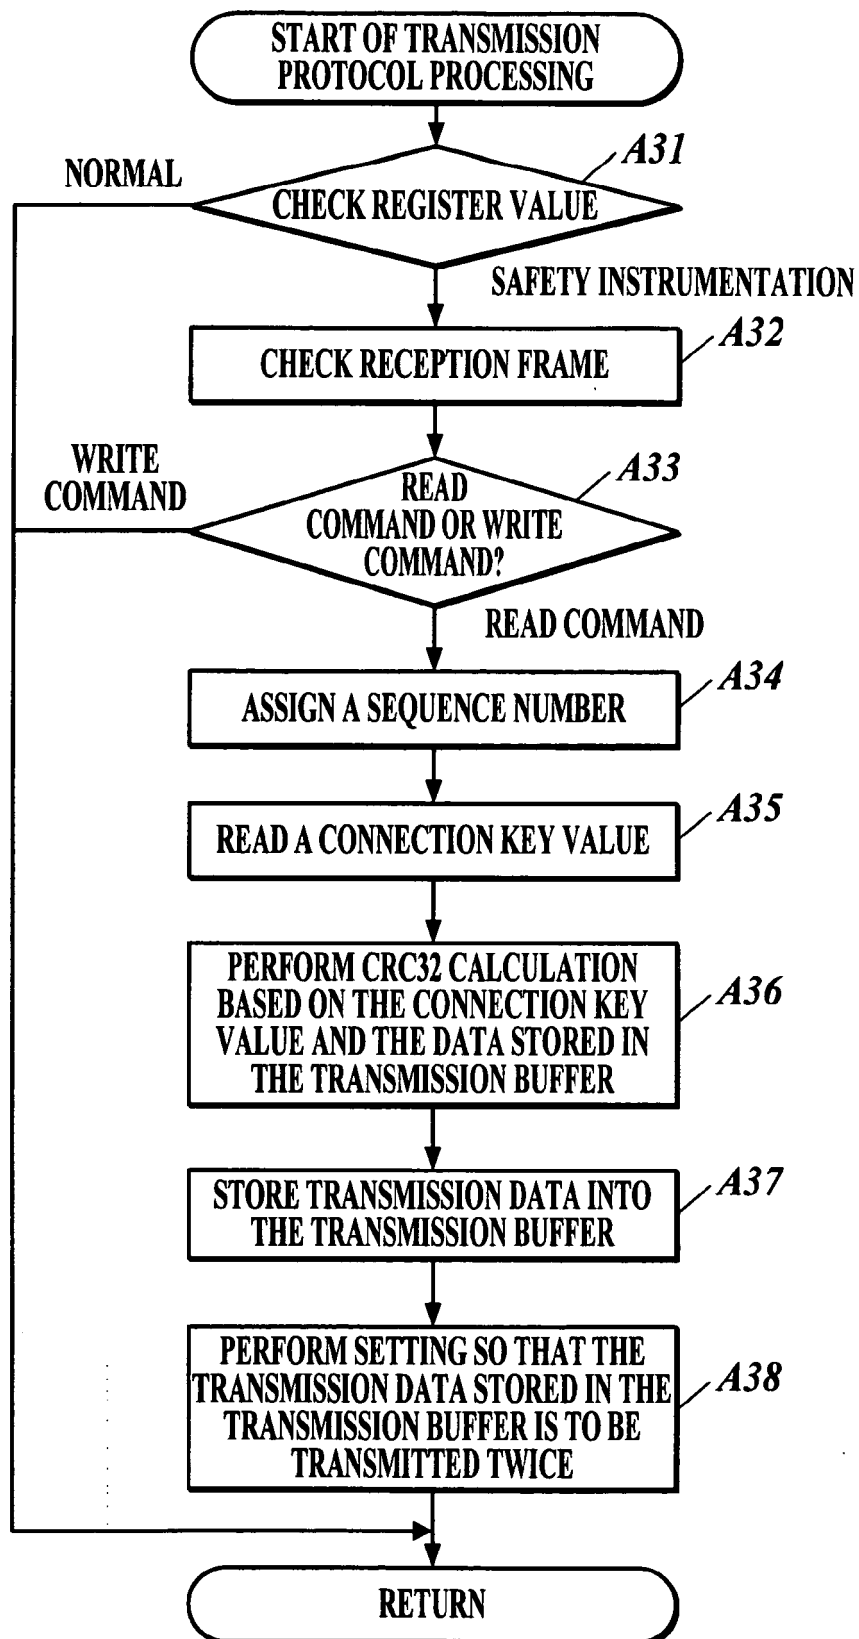 START OF TRANSMISSION
PROTOCOL PROCESSING
A31
NORMAL
CHECK REGISTER VALUE
SAFETY INSTRUMENTATION
A32
CHECK RECEPTION FRAME
WRITE
COMMAND
A33
READ
COMMAND OR WRITE
COMMAND?
READ COMMAND
A34
ASSIGN A SEQUENCE NUMBER
A35
READ A CONNECTION KEY VALUE
PERFORM CRC32 CALCULATION
BASED ON THE CONNECTION KEY
VALUE AND THE DATA STORED IN
THE TRANSMISSION BUFFER
A36
STORE TRANSMISSION DATA INTO
THE TRANSMISSION BUFFER
A37
PERFORM SETTING SO THAT THE
TRANSMISSION DATA STORED IN THE
TRANSMISSION BUFFER IS TO BE
TRANSMITTED TWICE
A38
RETURN